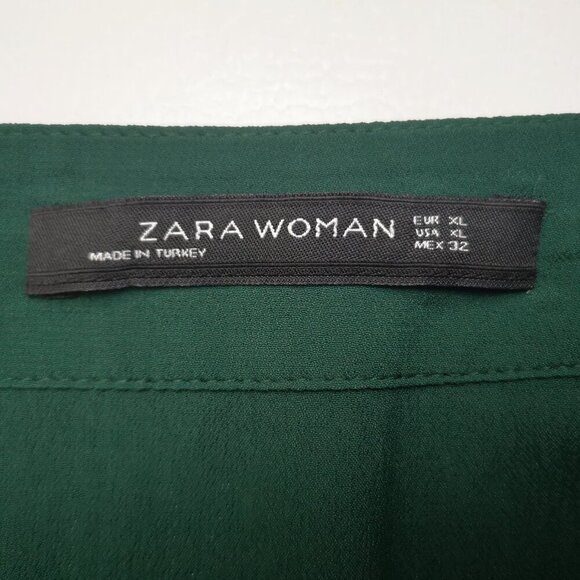 ZARA WOMAN
MADE IN TURKEY
EUR XL
USA XL
MEX 32